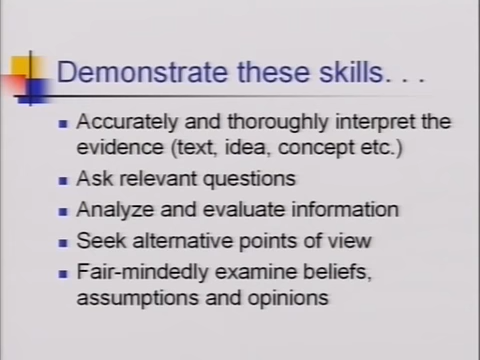 Demonstrate these skills. . .
Accurately and thoroughly interpret the
evidence (text, idea, concept etc.)
Ask relevant questions
Analyze and evaluate information
Seek alternative points of view
Fair-mindedly examine beliefs,
assumptions and opinions